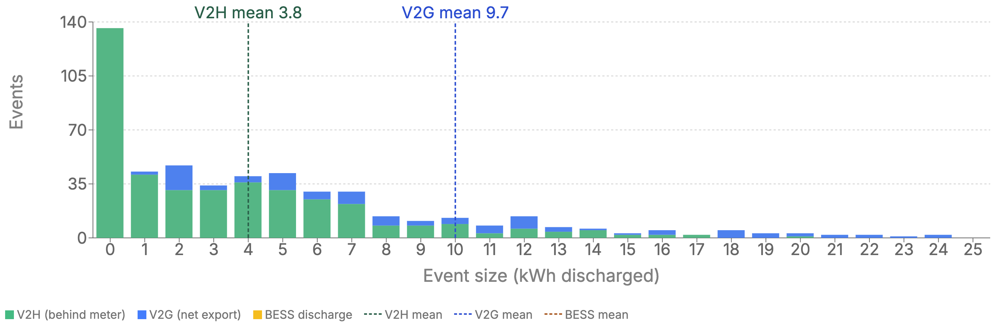 V2H mean 3.8 V2G mean 9.7
140
105
70
35
0
Events
0 1 2 3 4 5 6 7 8 9 10 11 12 13 14 15 16 17 18 19 20 21 22 23 24 25
Event size (kWh discharged)
V2H (behind meter) V2G (net export) BESS discharge V2H mean V2G mean BESS mean